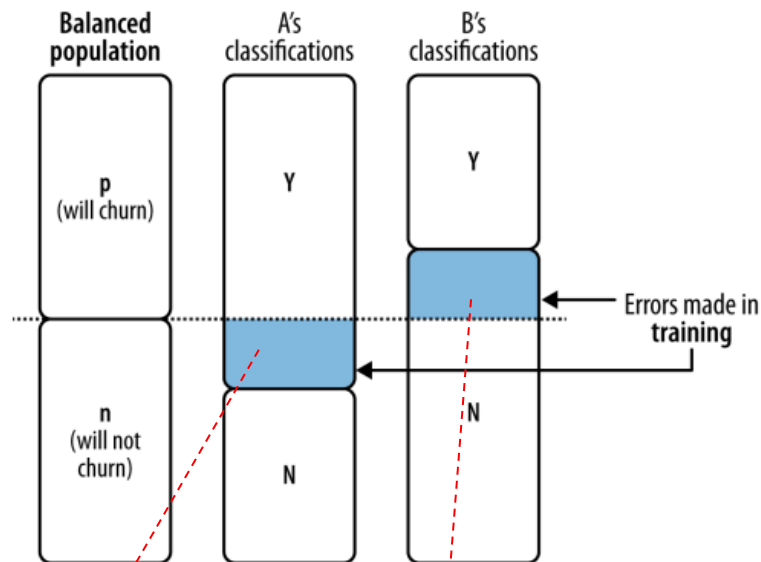 Balanced
population
A's
classifications
B's
classifications
p
(will churn)
Y
Y
Errors made in
training
n
(will not
churn)
N
N